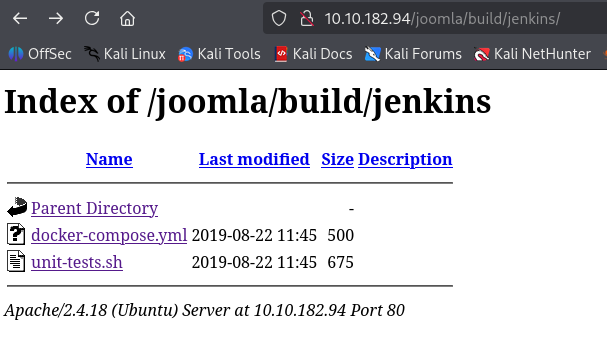 10.10.182.94/joomla/build/jenkins/
OffSec Kali Linux Kali Tools Kali Docs Kali Forums Kali NetHunter
Index of /joomla/build/jenkins
Name Last modified Size Description
Parent Directory -
docker-compose.yml 2019-08-22 11:45 500
unit-tests.sh 2019-08-22 11:45 675
Apache/2.4.18 (Ubuntu) Server at 10.10.182.94 Port 80